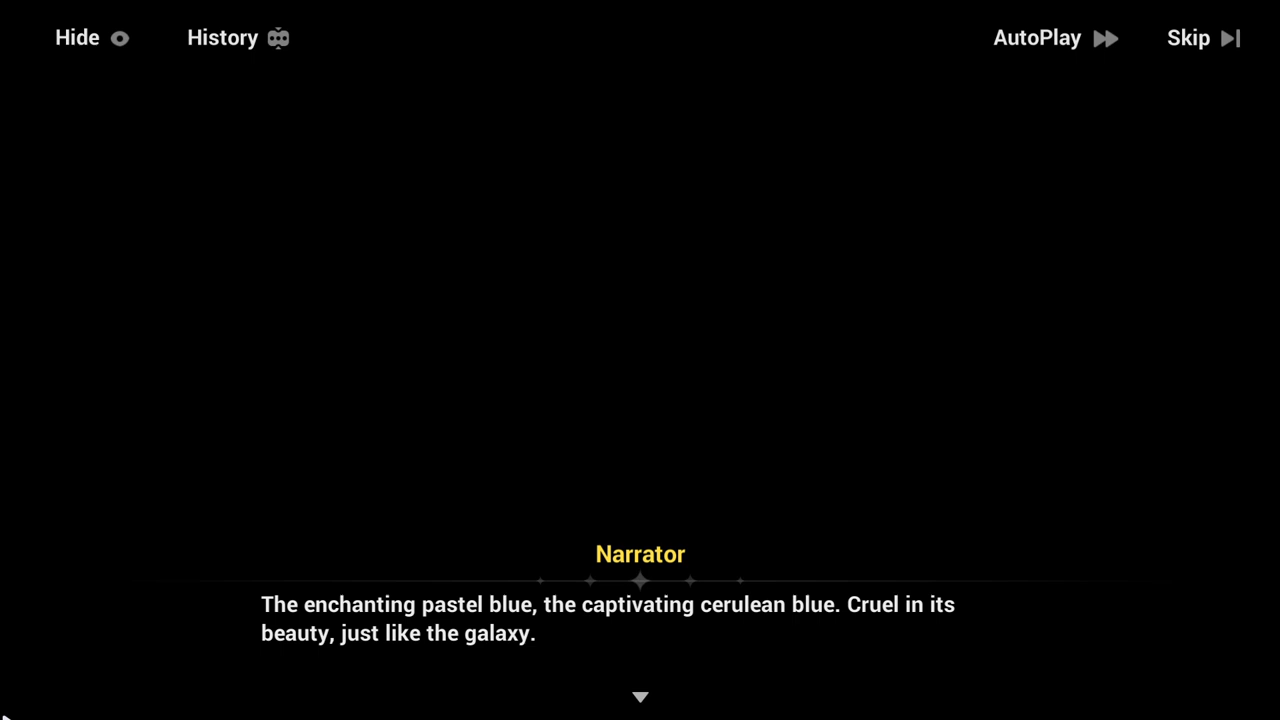 Hide
History
AutoPlay
Skip
Narrator
The enchanting pastel blue, the captivating cerulean blue. Cruel in its
beauty, just like the galaxy.